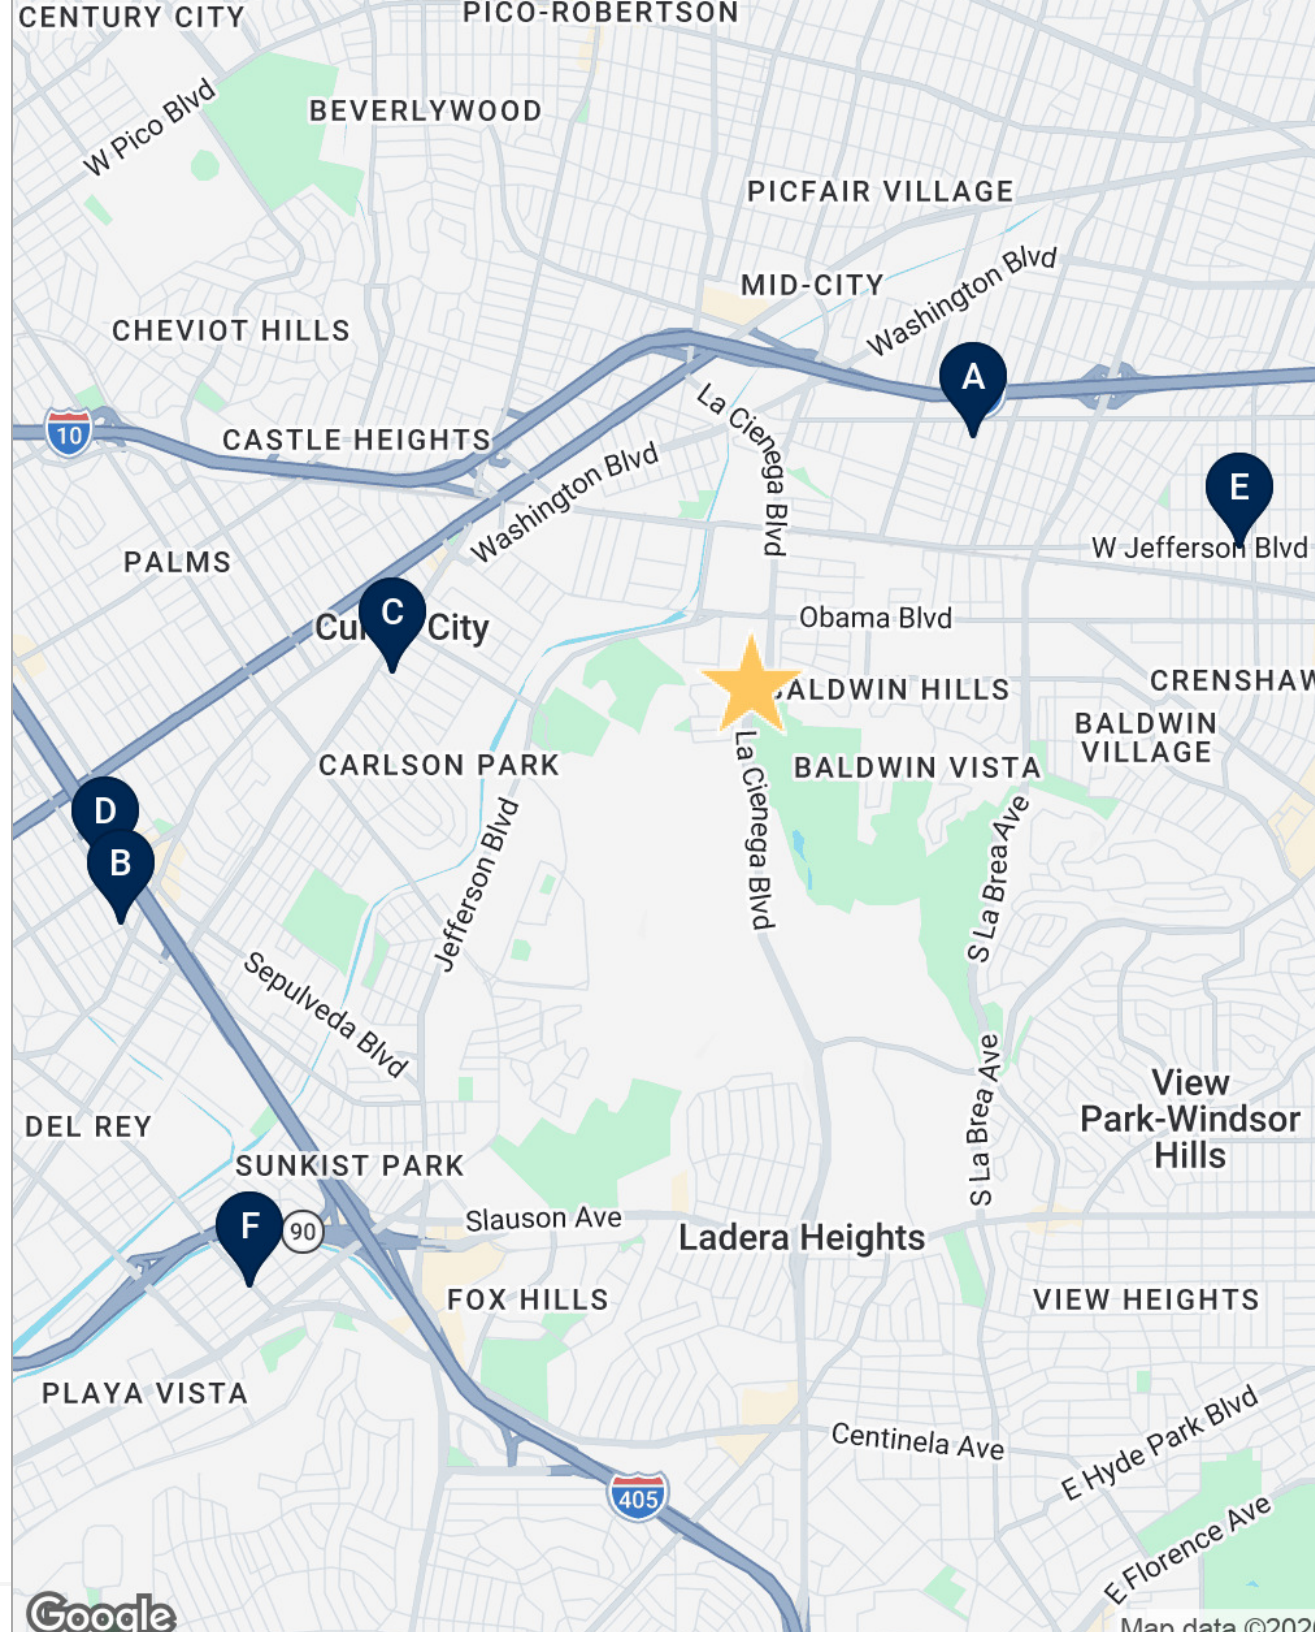 CENTURY CITY
PICO-ROBERTSON
W Pico Blvd
BEVERLYWOOD
PICFAIR VILLAGE
MID-CITY
Washington Blvd
CHEVIOT HILLS
A
La Cienega Blvd
10
CASTLE HEIGHTS
Washington Blvd
E
W Jefferson Blvd
PALMS
C
City
Obama Blvd
BALDWIN HILLS
CRENSHAW
BALDWIN
VILLAGE
CARLSON PARK
La Cienega Blvd
BALDWIN VISTA
D
B
Jefferson Blvd
S La Brea Ave
Sepulveda Blvd
S La Brea Ave
View
Park-Windsor
Hills
DEL REY
SUNKIST PARK
F
90
Slauson Ave
Ladera Heights
FOX HILLS
VIEW HEIGHTS
PLAYA VISTA
Centinela Ave
E Hyde Park Blvd
405
E Florence Ave
Google
Map data ©202